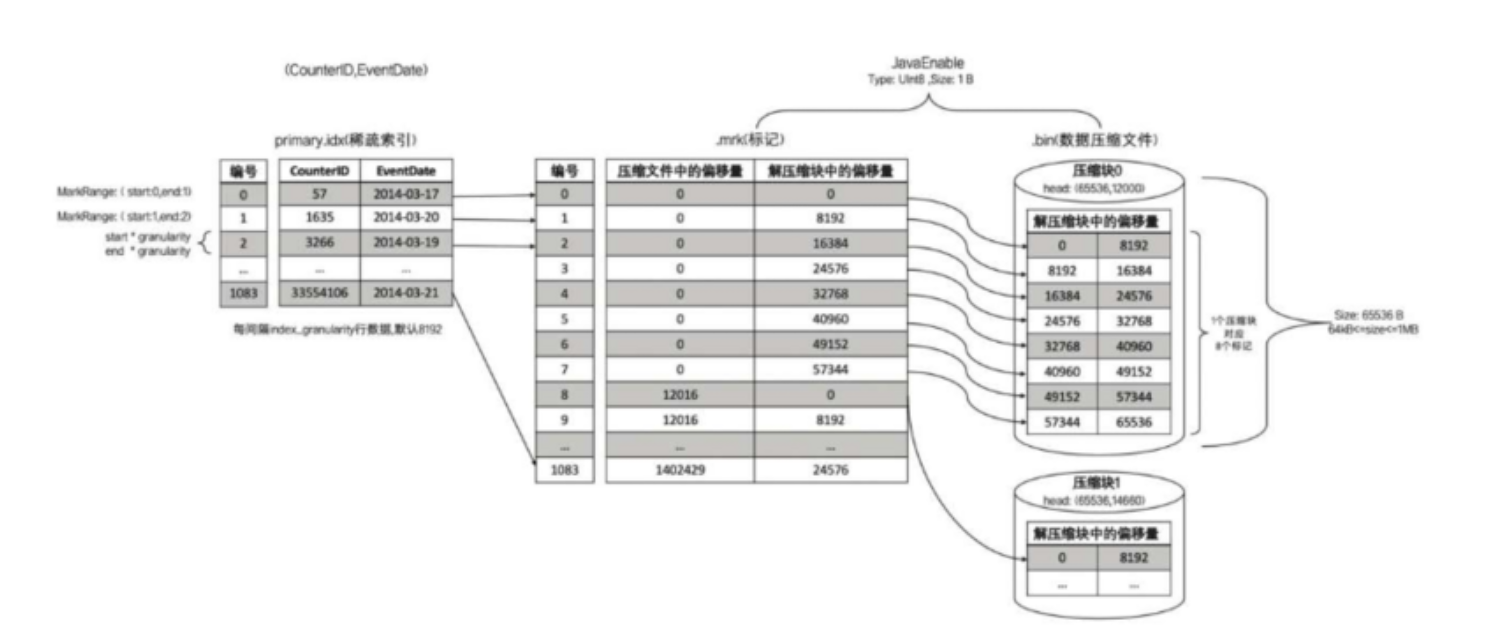 JavaEnable
Type: UInt8 ,Size: 1 B
(CounterID,EventDate)
primary.idx(稀疏索引)
.mrk(标记)
.bin(数据压缩文件)
编号 CounterID EventDate
MarkRange: ( start:0,end:1) 0 57 2014-03-17
MarkRange: ( start:1,end:2) 1 1635 2014-03-20
start * granularity
end * granularity
2 3266 2014-03-19
... ... ...
1083 33554106 2014-03-21
每间隔index_granularity行数据,默认8192
编号 压缩文件中的偏移量 解压缩块中的偏移量
0 0 0
1 0 8192
2 0 16384
3 0 24576
4 0 32768
5 0 40960
6 0 49152
7 0 57344
8 12016 0
9 12016 8192
... ... ...
1083 1402429 24576
压缩块0
head: (65536,12000)
解压缩块中的偏移量
0 8192
8192 16384
16384 24576
24576 32768
32768 40960
40960 49152
49152 57344
57344 65536
1个压缩块
对应
8个标记
Size: 65536 B
64kB<=size<=1MB
压缩块1
head: (65536,14660)
解压缩块中的偏移量
0 8192
... ...